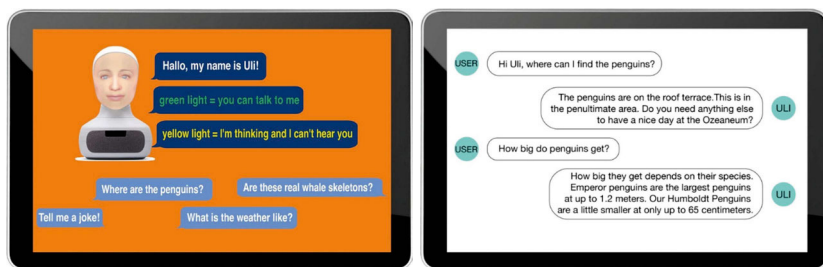 Hallo, my name is Uli!
green light = you can talk to me
yellow light = I'm thinking and I can't hear you
Where are the penguins?
Are these real whale skeletons?
Tell me a joke!
What is the weather like?
USER
Hi Uli, where can I find the penguins?
The penguins are on the roof terrace.This is in
the penultimate area. Do you need anything else
to have a nice day at the Ozeaneum?
ULI
USER
How big do penguins get?
How big they get depends on their species.
Emperor penguins are the largest penguins
at up to 1.2 meters. Our Humboldt Penguins
are a little smaller at only up to 65 centimeters.
ULI